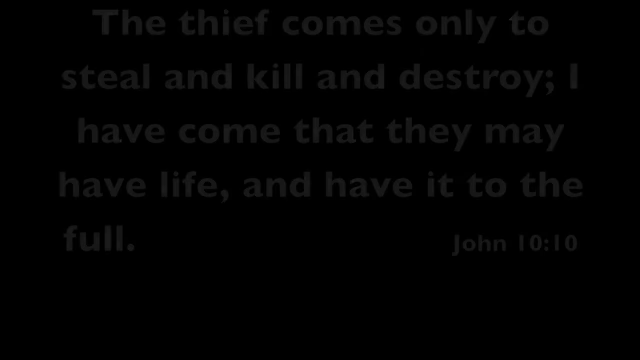 The thief comes only to
steal and kill and destroy; I
have come that they may
have life, and have it to the
full. John 10:10